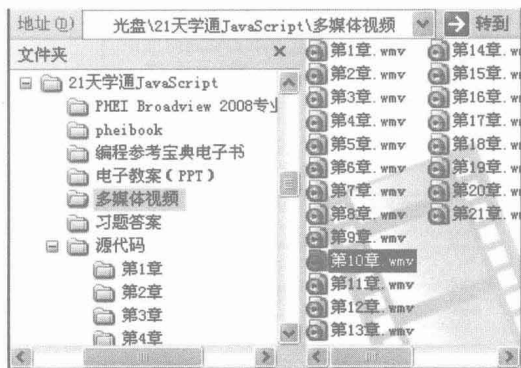 地址(D) 光盘\21天学通JavaScript\多媒体视频 转到
文件夹
21天学通JavaScript
PHEI Broadview 2008专业
pheibook
编程参考宝典电子书
电子教案(PPT)
多媒体视频
习题答案
源代码
第1章
第2章
第3章
第4章
第1章.wmv
第2章.wmv
第3章.wmv
第4章.wmv
第5章.wmv
第6章.wmv
第7章.wmv
第8章.wmv
第9章.wmv
第10章.wmv
第11章.wmv
第12章.wmv
第13章.wmv
第14章.w
第15章.w
第16章.w
第17章.w
第18章.w
第19章.w
第20章.w
第21章.w